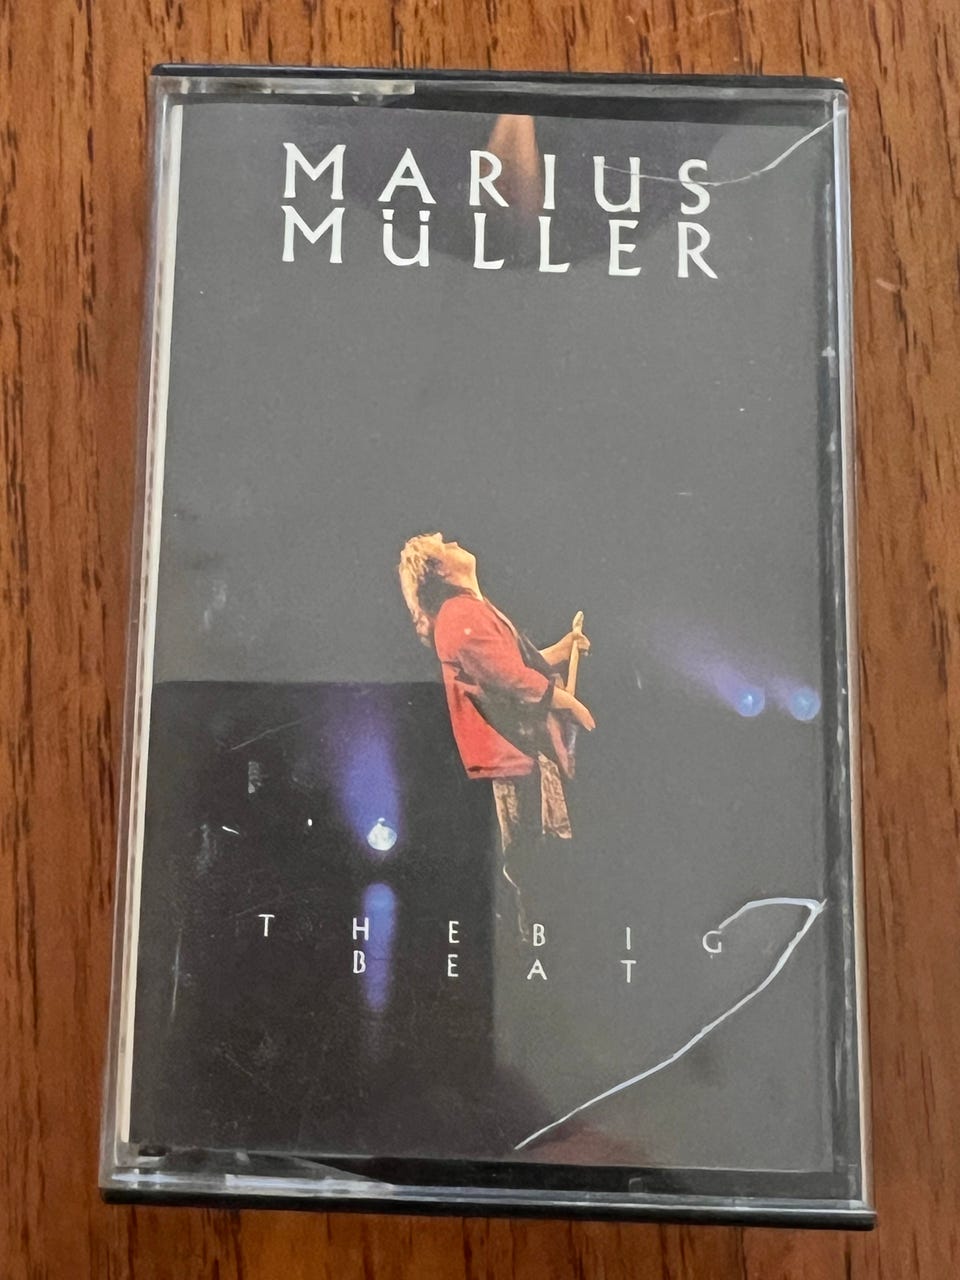 MARIUS
MÜLLER
THE BIG
BEAT